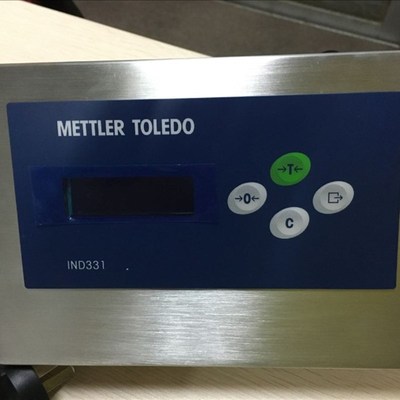 METTLER TOLEDO
→T←
→0←
C
IND331